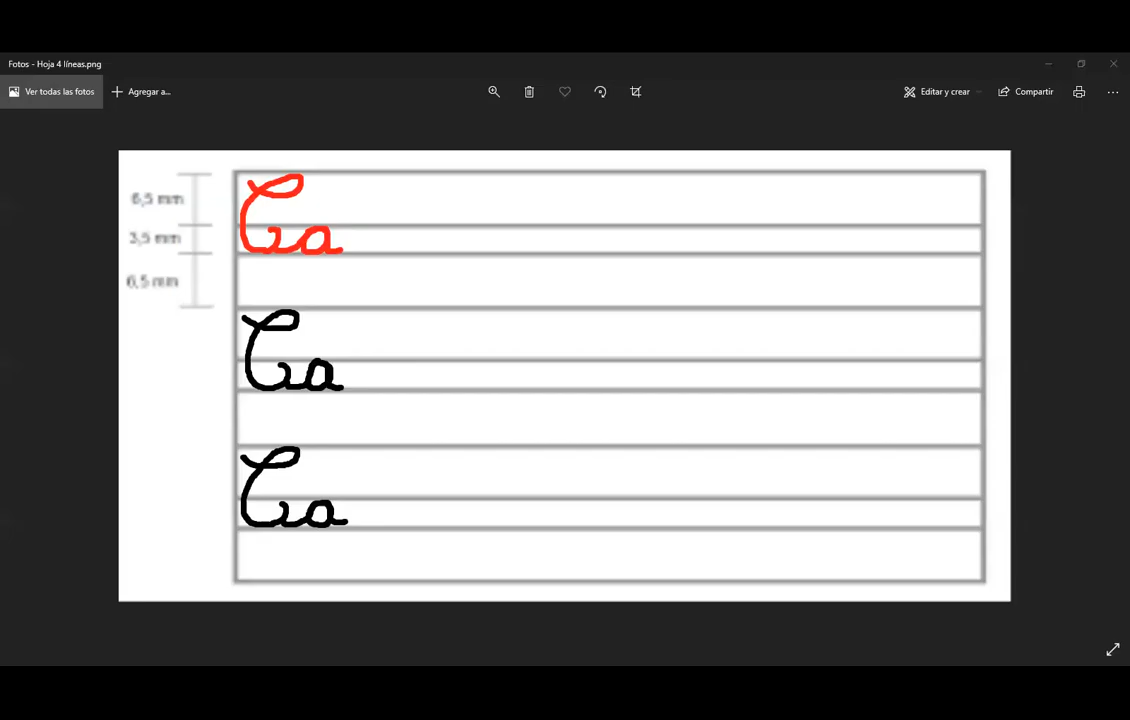 Fotos - Hoja 4 líneas.png
Ver todas las fotos
Agregar a...
Editar y crear
Compartir
6,5 mm
3,5 mm
6,5 mm
Ca
Ca
Ca